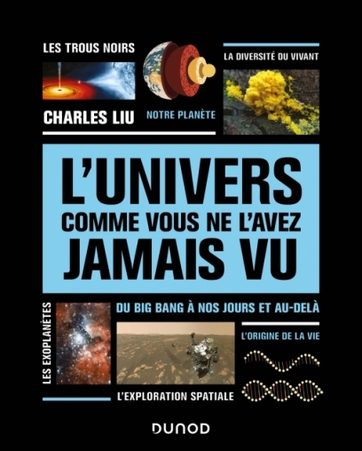 LES TROUS NOIRS
LA DIVERSITÉ DU VIVANT
CHARLES LIU
NOTRE PLANÈTE
L'UNIVERS
COMME VOUS NE L'AVEZ
JAMAIS VU
LES EXOPLANÈTES
DU BIG BANG À NOS JOURS ET AU-DELÀ
L'ORIGINE DE LA VIE
L'EXPLORATION SPATIALE
DUNOD